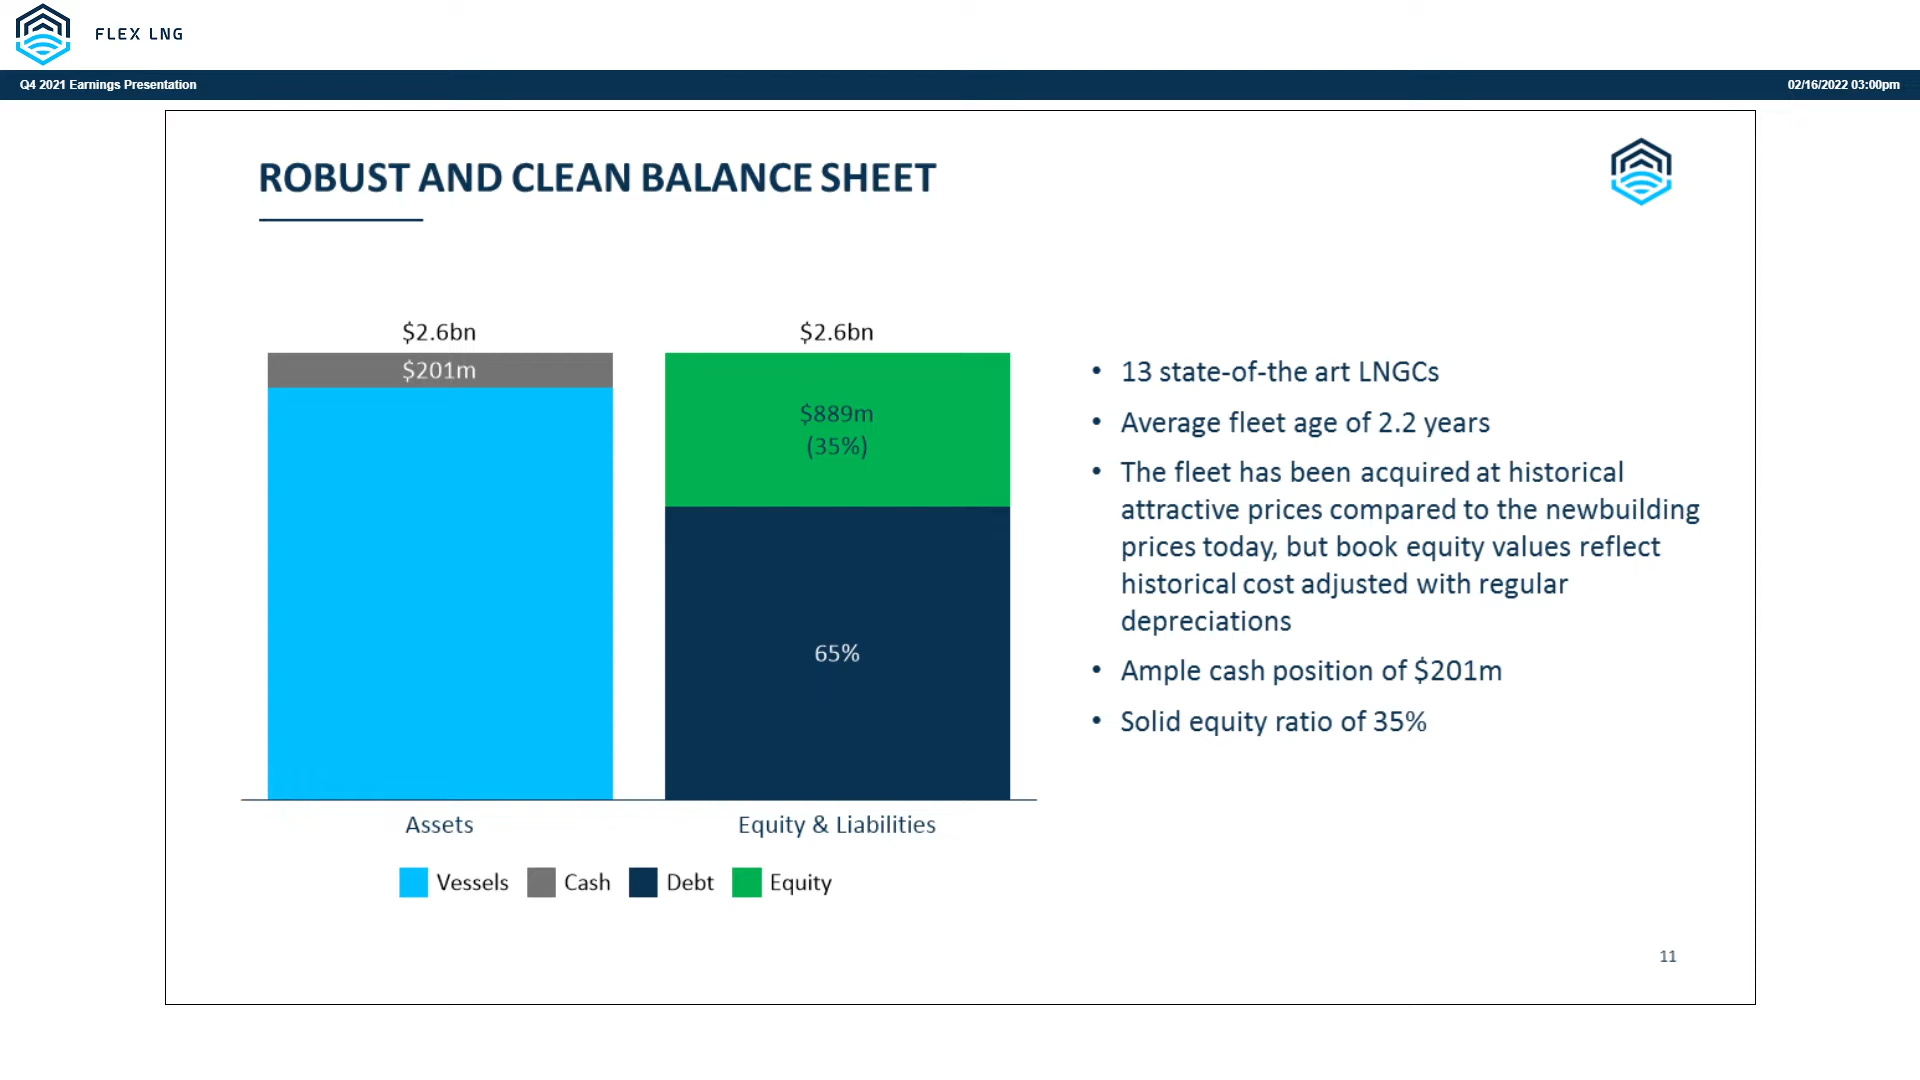 FLEX LNG
Q4 2021 Earnings Presentation
02/16/2022 03:00pm
ROBUST AND CLEAN BALANCE SHEET
$2.6bn
$2.6bn
$201m
$889m
(35%)
65%
Assets
Equity & Liabilities
Vessels
Cash
Debt
Equity
• 13 state-of-the art LNGCs
• Average fleet age of 2.2 years
• The fleet has been acquired at historical
attractive prices compared to the newbuilding
prices today, but book equity values reflect
historical cost adjusted with regular
depreciations
• Ample cash position of $201m
• Solid equity ratio of 35%
11